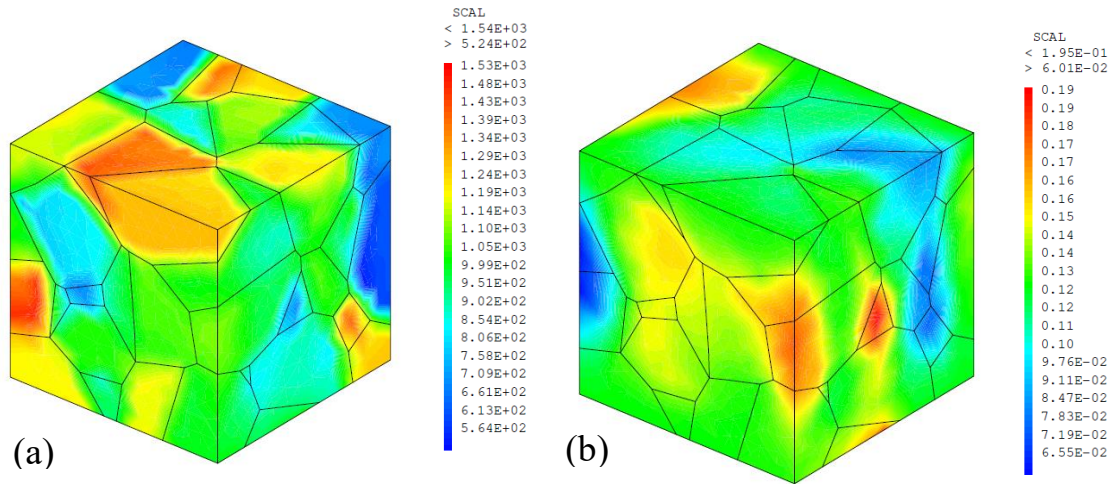 SCAL
< 1.54E+03
> 5.24E+02
1.53E+03
1.48E+03
1.43E+03
1.39E+03
1.34E+03
1.29E+03
1.24E+03
1.19E+03
1.14E+03
1.10E+03
1.05E+03
9.99E+02
9.51E+02
9.02E+02
8.54E+02
8.06E+02
7.58E+02
7.09E+02
6.61E+02
6.13E+02
5.64E+02
(a)
SCAL
< 1.95E-01
> 6.01E-02
0.19
0.19
0.18
0.17
0.17
0.16
0.16
0.15
0.14
0.14
0.13
0.12
0.12
0.11
0.10
9.76E-02
9.11E-02
8.47E-02
7.83E-02
7.19E-02
6.55E-02
(b)